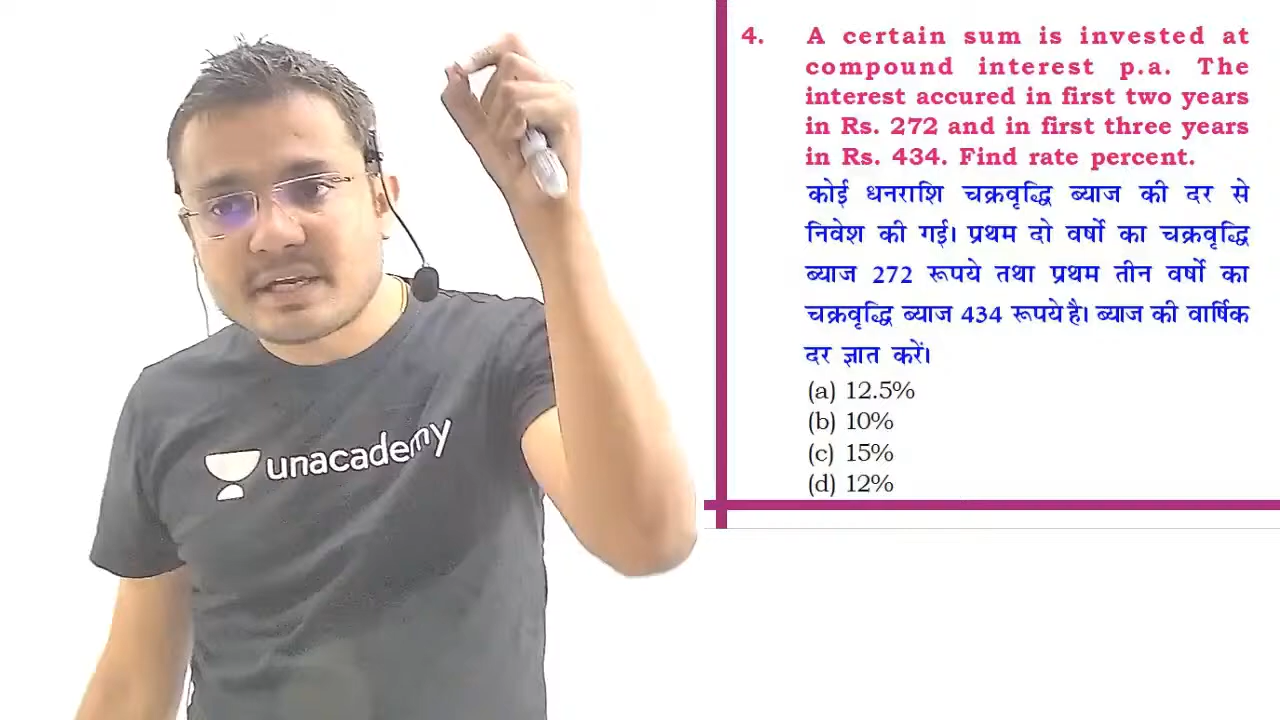 unacademy
4. A certain sum is invested at
compound interest p.a. The
interest accured in first two years
in Rs. 272 and in first three years
in Rs. 434. Find rate percent.
कोई धनराशि चक्रवृद्धि ब्याज की दर से
निवेश की गई। प्रथम दो वर्षो का चक्रवृद्धि
ब्याज 272 रूपये तथा प्रथम तीन वर्षो का
चक्रवृद्धि ब्याज 434 रूपये है। ब्याज की वार्षिक
दर ज्ञात करें।
(a) 12.5%
(b) 10%
(c) 15%
(d) 12%